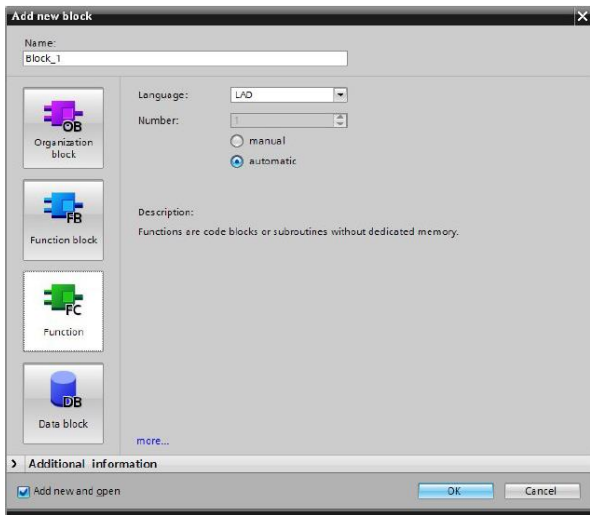 Add new block
Name:
Block_1
OB
Organization
block
FB
Function block
FC
Function
DB
Data block
Language:
LAD
Number:
1
manual
automatic
Description:
Functions are code blocks or subroutines without dedicated memory.
more...
Additional information
Add new and open
OK
Cancel